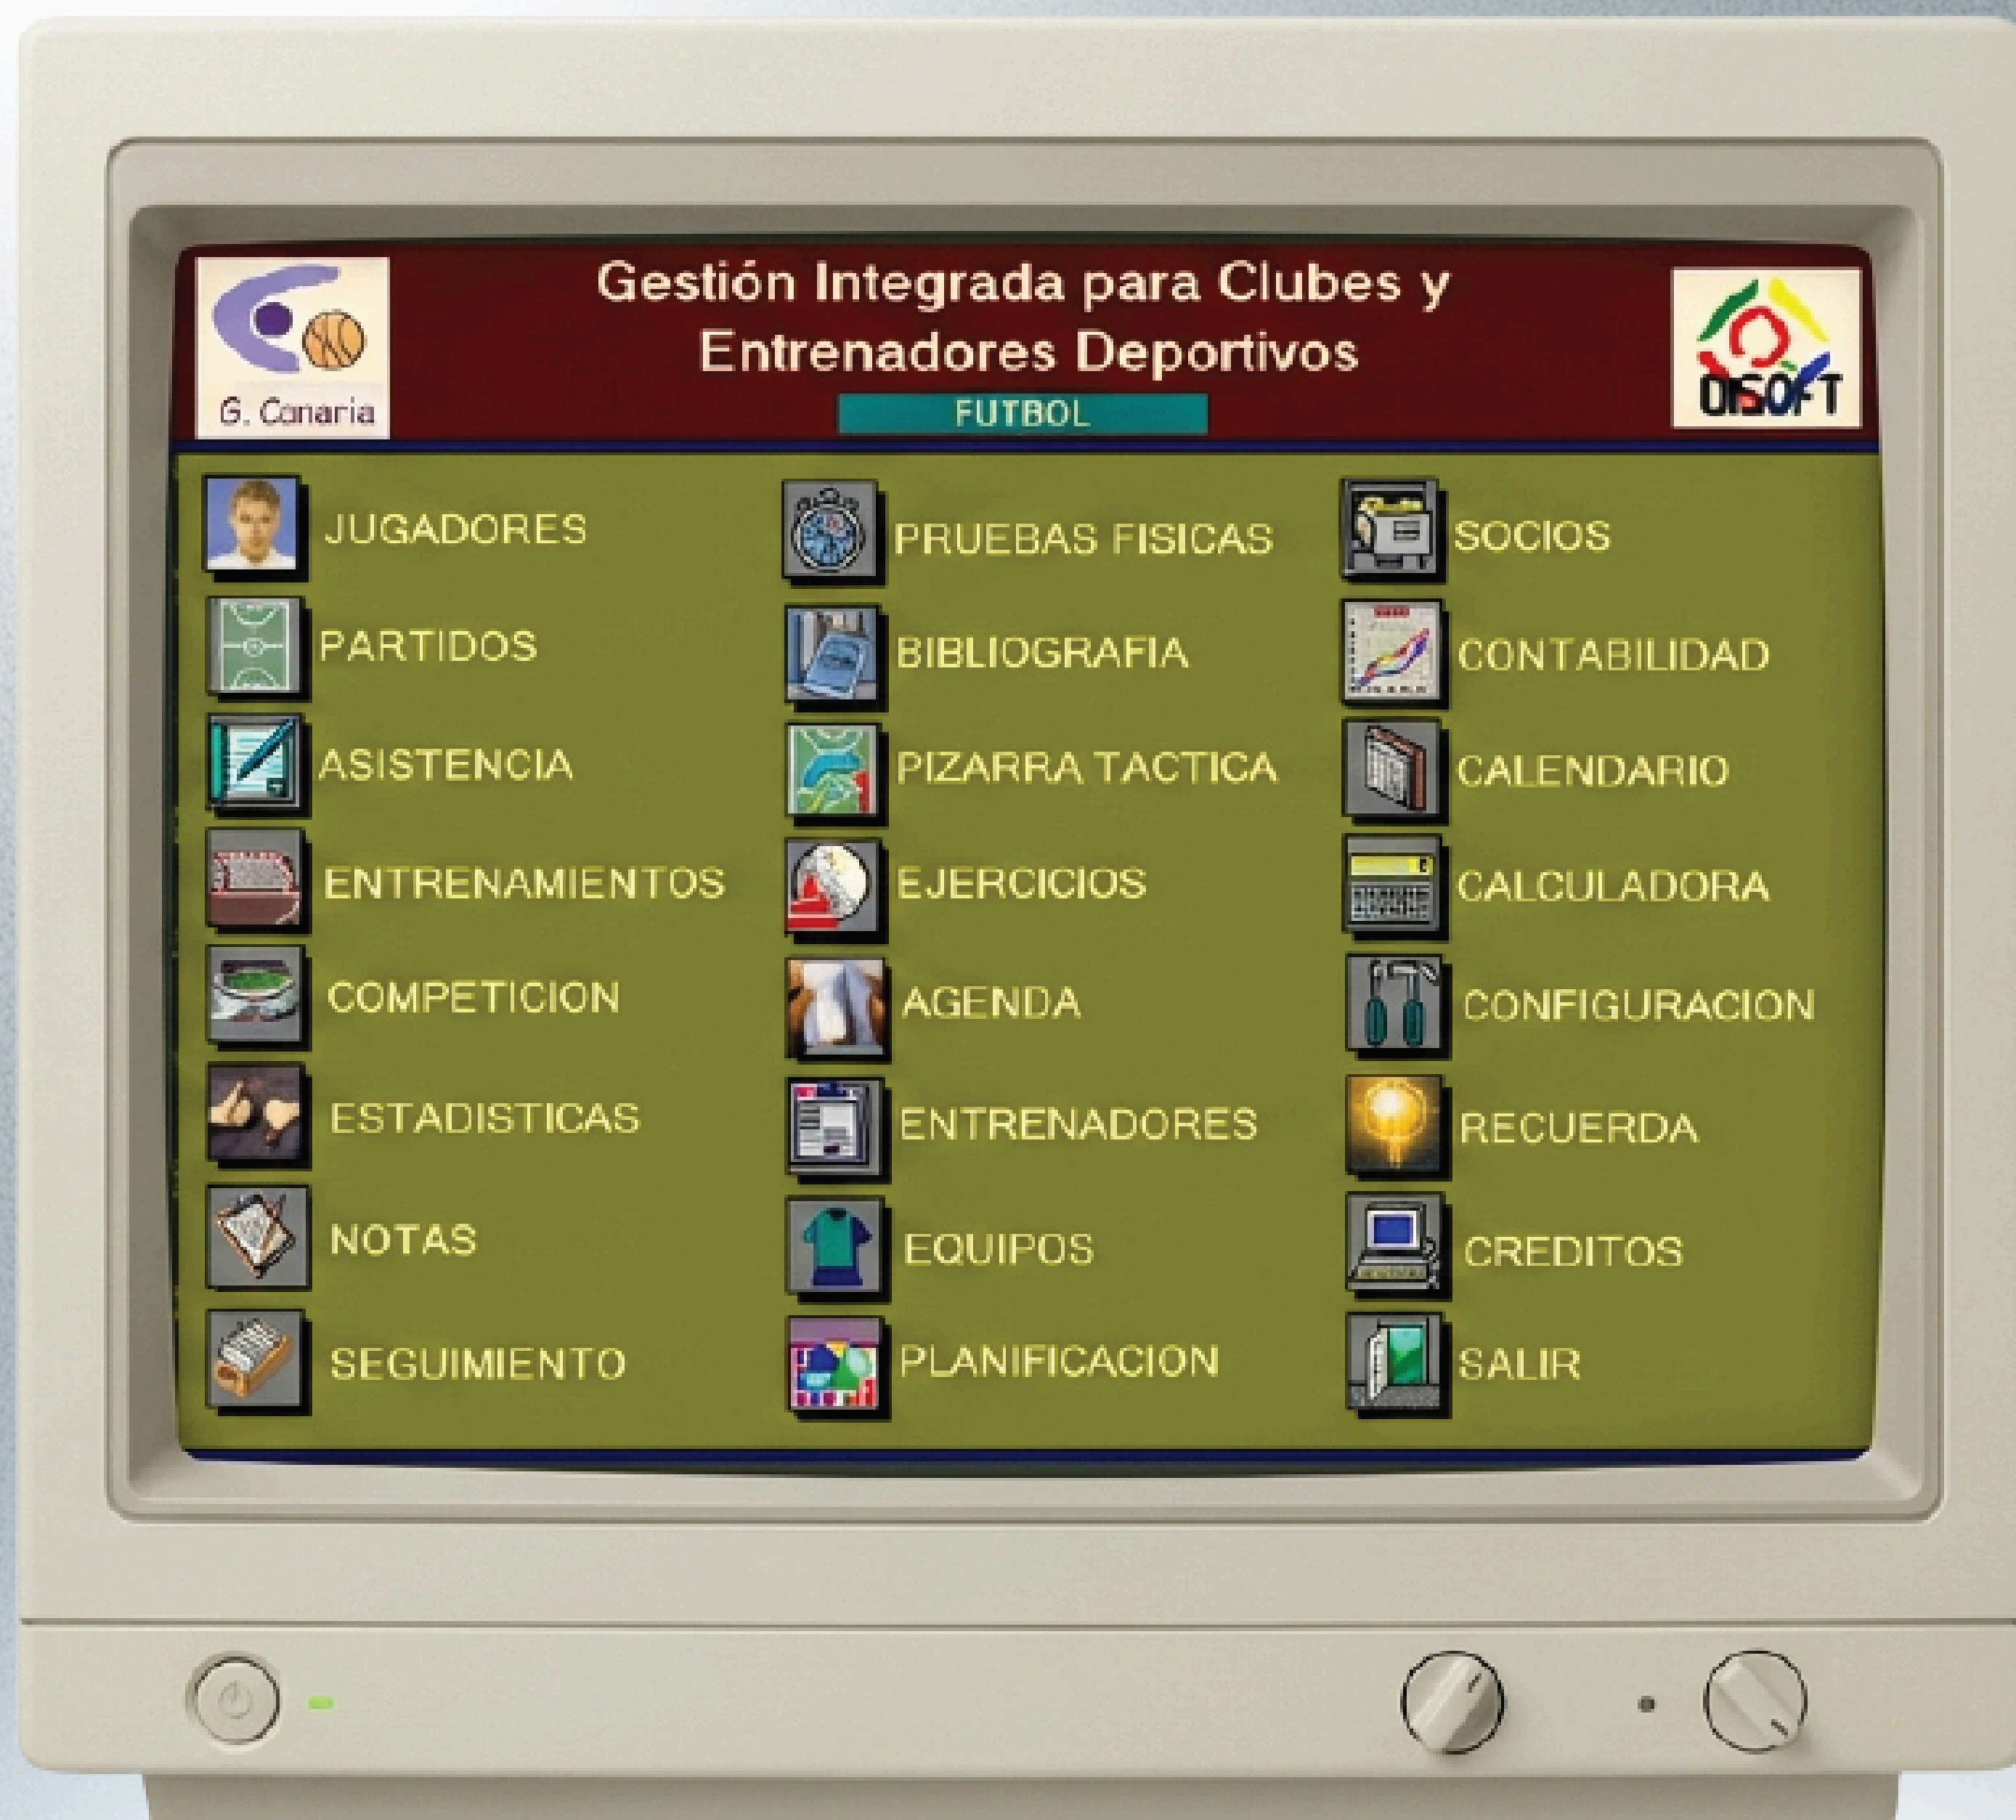 Gestión Integrada para Clubes y
Entrenadores Deportivos
FUTBOL
G. Canaria
DISOFT
JUGADORES
PARTIDOS
ASISTENCIA
ENTRENAMIENTOS
COMPETICION
ESTADISTICAS
NOTAS
SEGUIMIENTO
PRUEBAS FISICAS
BIBLIOGRAFIA
PIZARRA TACTICA
EJERCICIOS
AGENDA
ENTRENADORES
EQUIPOS
PLANIFICACION
SOCIOS
CONTABILIDAD
CALENDARIO
CALCULADORA
CONFIGURACION
RECUERDA
CREDITOS
SALIR